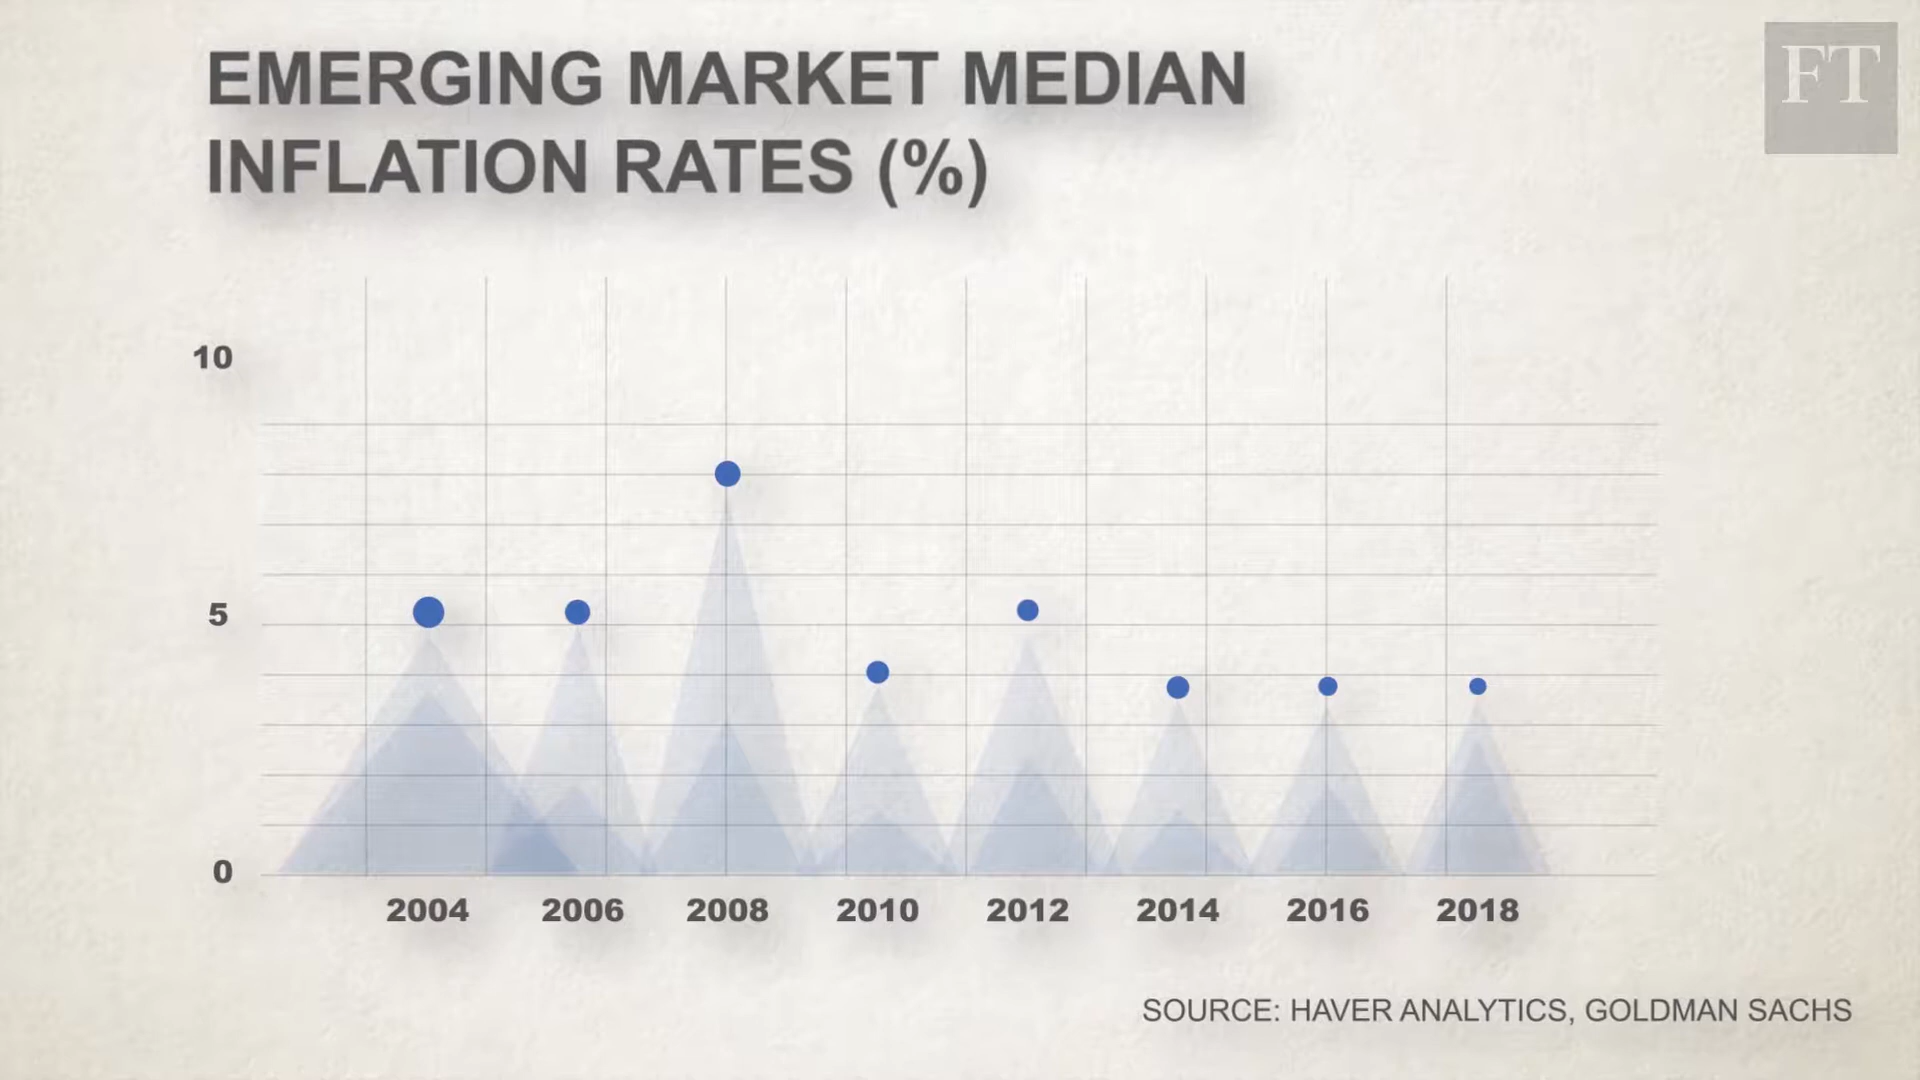 EMERGING MARKET MEDIAN
INFLATION RATES (%)
FT
10
5
0
2004 2006 2008 2010 2012 2014 2016 2018
SOURCE: HAVER ANALYTICS, GOLDMAN SACHS